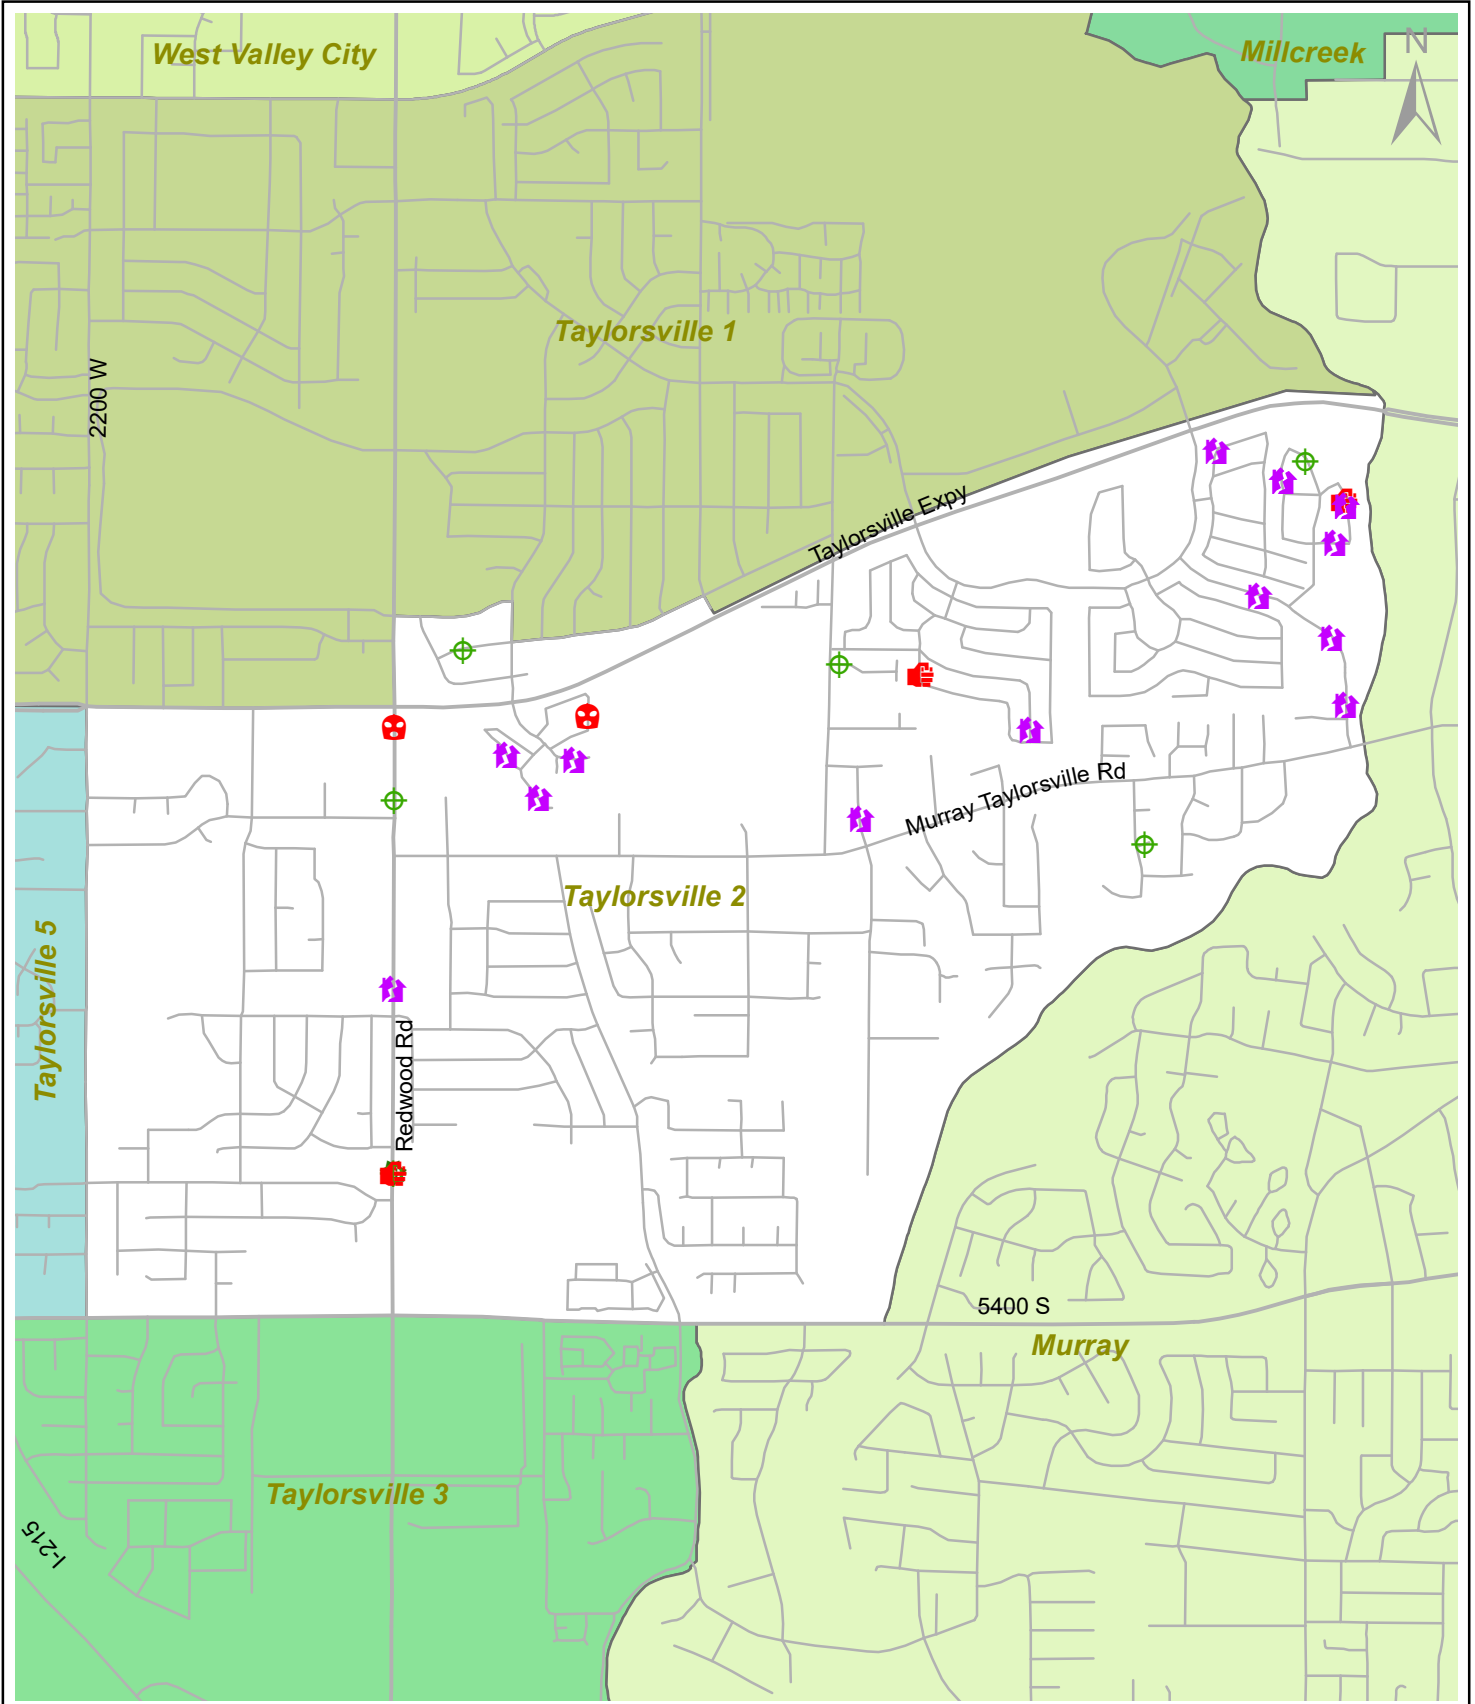 West Valley City
Millcreek
N
Taylorsville 1
2200 W
Taylorsville Expy
Murray Taylorsville Rd
Taylorsville 2
Taylorsville 5
Redwood Rd
5400 S
Murray
Taylorsville 3
I-215